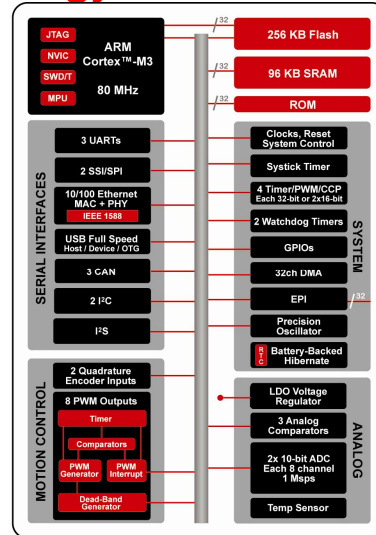 JTAG
NVIC
SWD/T
MPU
ARM
Cortex™-M3
80 MHz
32
256 KB Flash
32
96 KB SRAM
32
ROM
SERIAL INTERFACES
3 UARTs
2 SSI/SPI
10/100 Ethernet
MAC + PHY
IEEE 1588
USB Full Speed
Host / Device / OTG
3 CAN
2 I²C
I²S
SYSTEM
Clocks, Reset
System Control
Systick Timer
4 Timer/PWM/CCP
Each 32-bit or 2x16-bit
2 Watchdog Timers
GPIOs
32ch DMA
EPI
32
Precision
Oscillator
RTC
Battery-Backed
Hibernate
MOTION CONTROL
2 Quadrature
Encoder Inputs
8 PWM Outputs
Timer
Comparators
PWM
Generator
PWM
Interrupt
Dead-Band
Generator
ANALOG
LDO Voltage
Regulator
3 Analog
Comparators
2x 10-bit ADC
Each 8 channel
1 Msps
Temp Sensor